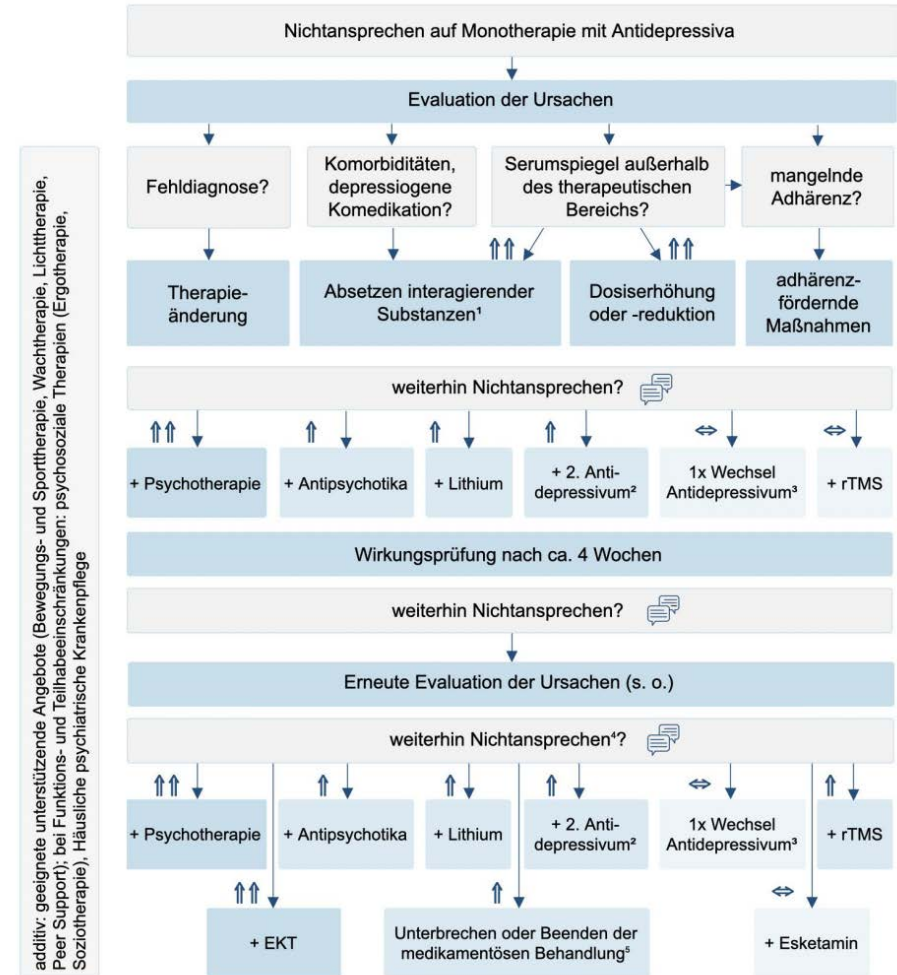 Nichtansprechen auf Monotherapie mit Antidepressiva
Evaluation der Ursachen
Fehldiagnose?
Komorbiditäten,
depressiogene
Komedikation?
Serumspiegel außerhalb
des therapeutischen
Bereichs?
mangelnde
Adhärenz?
⇑⇑
⇑⇑
Therapie-
änderung
Absetzen interagierender
Substanzen¹
Dosiserhöhung
oder -reduktion
adhärenz-
fördernde
Maßnahmen
weiterhin Nichtansprechen?
⇑⇑
⇑
⇑
⇑
⇔
⇔
+ Psychotherapie
+ Antipsychotika
+ Lithium
+ 2. Anti-
depressivum²
1x Wechsel
Antidepressivum³
+ rTMS
Wirkungsprüfung nach ca. 4 Wochen
weiterhin Nichtansprechen?
Erneute Evaluation der Ursachen (s. o.)
weiterhin Nichtansprechen⁴?
⇑⇑
⇑
⇑
⇑
⇔
⇑
+ Psychotherapie
+ Antipsychotika
+ Lithium
+ 2. Anti-
depressivum²
1x Wechsel
Antidepressivum³
+ rTMS
⇑⇑
⇑
⇔
+ EKT
Unterbrechen oder Beenden der
medikamentösen Behandlung⁵
+ Esketamin
additiv: geeignete unterstützende Angebote (Bewegungs- und Sporttherapie, Wachtherapie, Lichttherapie,
Peer Support); bei Funktions- und Teilhabeeinschränkungen: psychosoziale Therapien (Ergotherapie,
Soziotherapie), Häusliche psychiatrische Krankenpflege